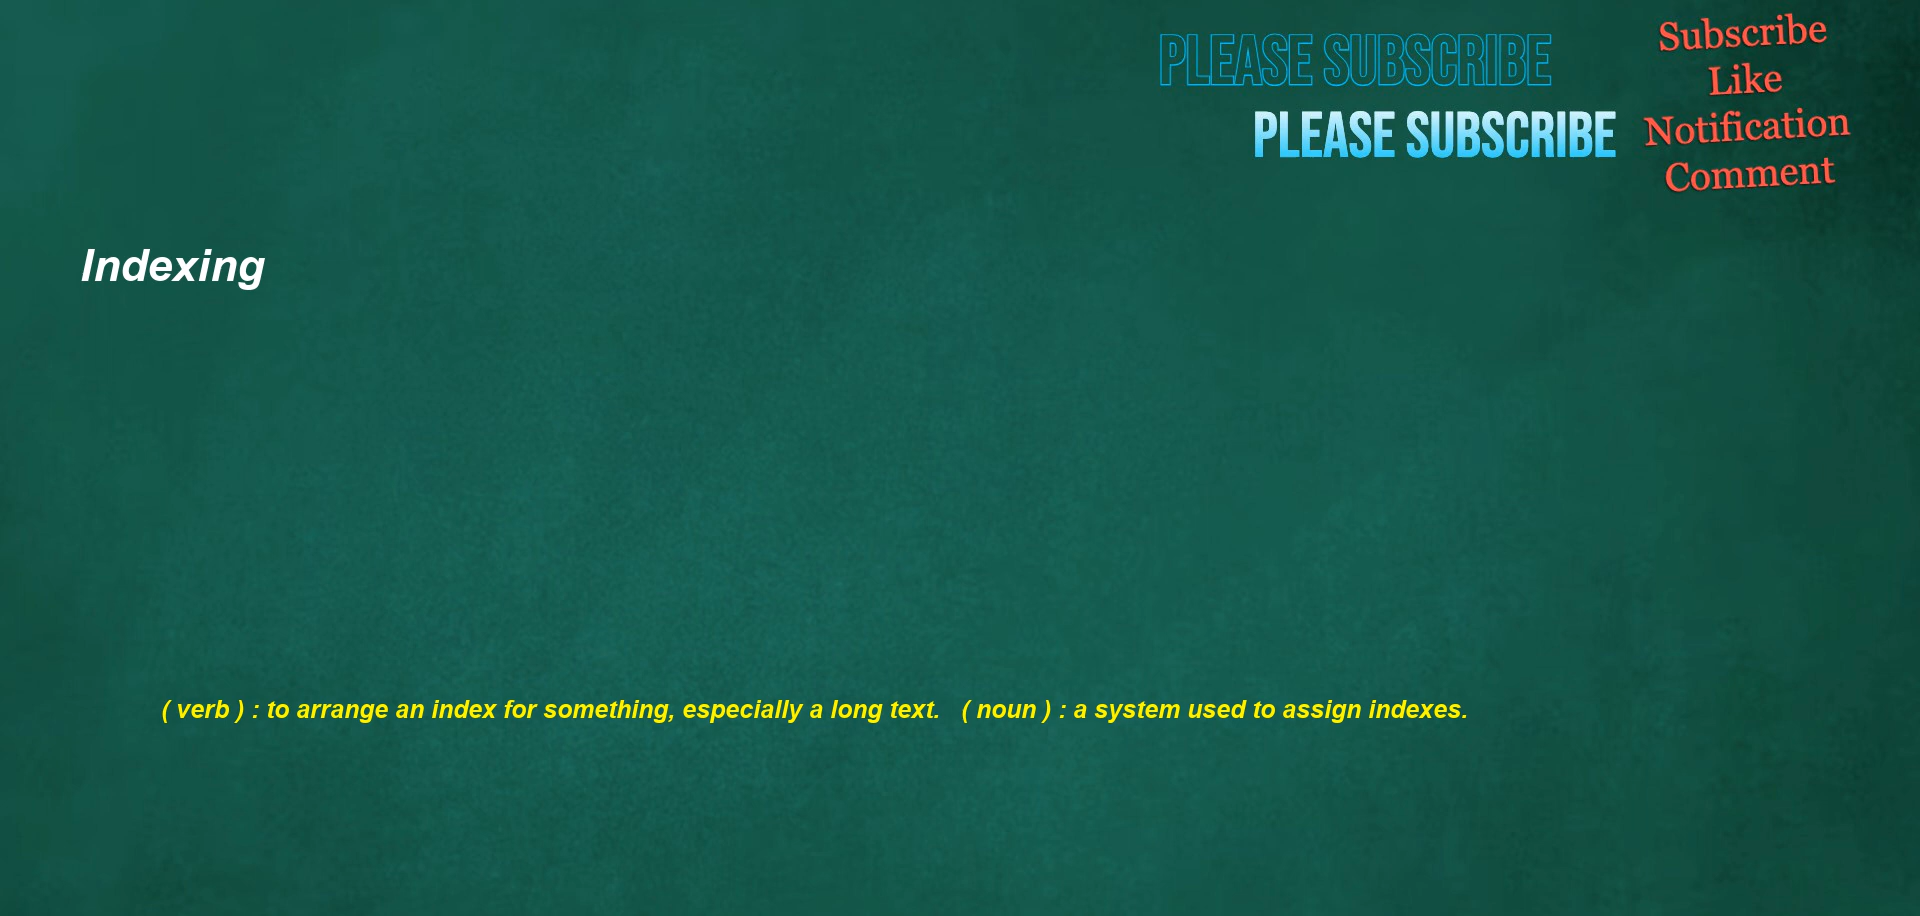 PLEASE SUBSCRIBE
PLEASE SUBSCRIBE
Subscribe
Like
Notification
Comment
Indexing
( verb ) : to arrange an index for something, especially a long text.   ( noun ) : a system used to assign indexes.